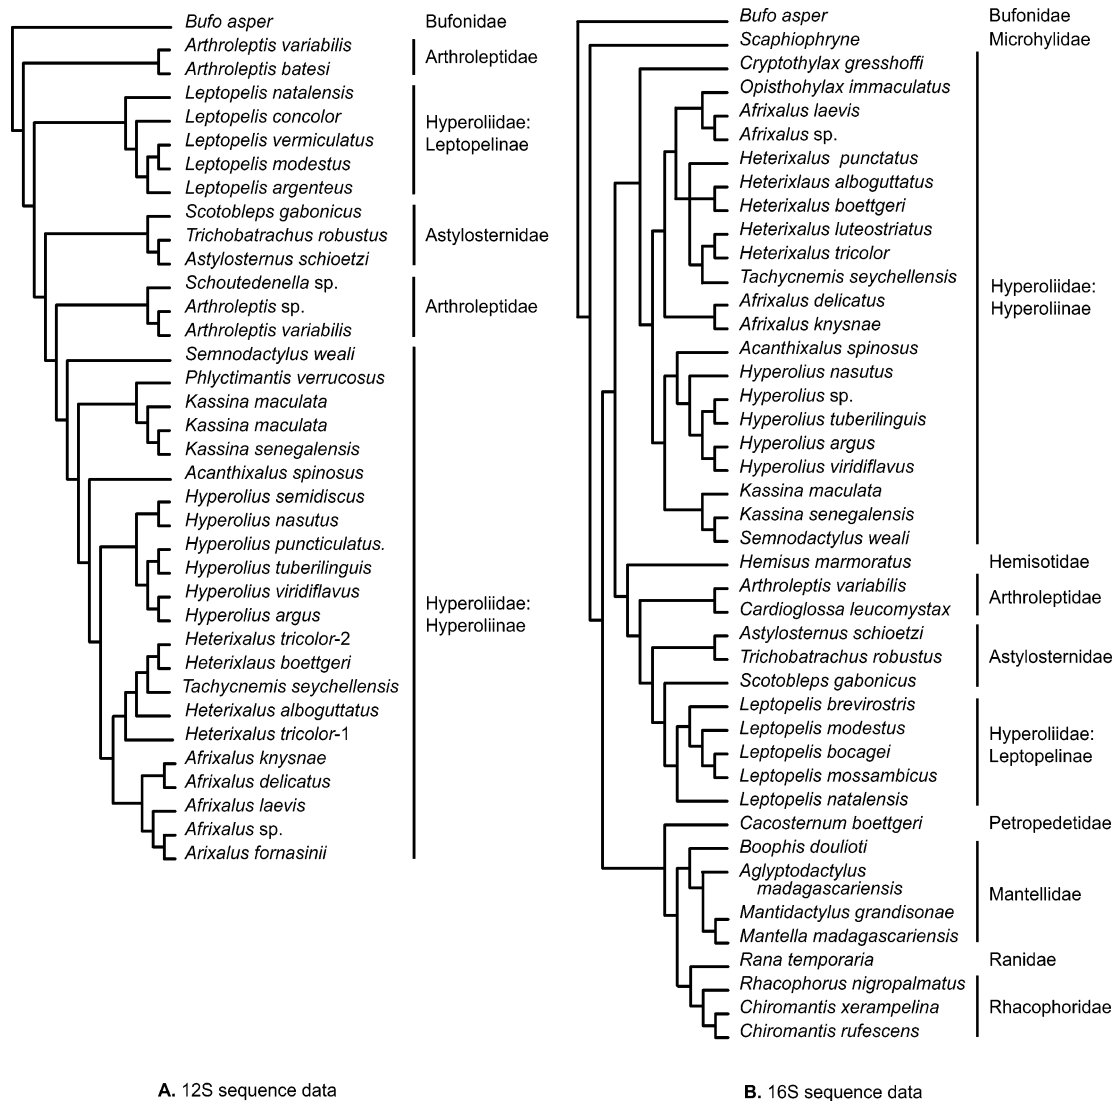 Bufo asper
Arthroleptis variabilis
Arthroleptis batesi
Leptopelis natalensis
Leptopelis concolor
Leptopelis vermiculatus
Leptopelis modestus
Leptopelis argenteus
Scotobleps gabonicus
Trichobatrachus robustus
Astylosternus schioetzi
Schoutedenella sp.
Arthroleptis sp.
Arthroleptis variabilis
Semnodactylus weali
Phlyctimantis verrucosus
Kassina maculata
Kassina maculata
Kassina senegalensis
Acanthixalus spinosus
Hyperolius semidiscus
Hyperolius nasutus
Hyperolius puncticulatus.
Hyperolius tuberilinguis
Hyperolius viridiflavus
Hyperolius argus
Heterixalus tricolor-2
Heterixlaus boettgeri
Tachycnemis seychellensis
Heterixalus alboguttatus
Heterixalus tricolor-1
Afrixalus knysnae
Afrixalus delicatus
Afrixalus laevis
Afrixalus sp.
Arixalus fornasinii
Bufonidae
Arthroleptidae
Hyperoliidae:
Leptopelinae
Astylosternidae
Arthroleptidae
Hyperoliidae:
Hyperoliinae
A. 12S sequence data
Bufo asper
Scaphiophryne
Cryptothylax gresshoffi
Opisthohylax immaculatus
Afrixalus laevis
Afrixalus sp.
Heterixalus punctatus
Heterixlaus alboguttatus
Heterixalus boettgeri
Heterixalus luteostriatus
Heterixalus tricolor
Tachycnemis seychellensis
Afrixalus delicatus
Afrixalus knysnae
Acanthixalus spinosus
Hyperolius nasutus
Hyperolius sp.
Hyperolius tuberilinguis
Hyperolius argus
Hyperolius viridiflavus
Kassina maculata
Kassina senegalensis
Semnodactylus weali
Hemisus marmoratus
Arthroleptis variabilis
Cardioglossa leucomystax
Astylosternus schioetzi
Trichobatrachus robustus
Scotobleps gabonicus
Leptopelis brevirostris
Leptopelis modestus
Leptopelis bocagei
Leptopelis mossambicus
Leptopelis natalensis
Cacosternum boettgeri
Boophis doulioti
Aglyptodactylus
madagascariensis
Mantidactylus grandisonae
Mantella madagascariensis
Rana temporaria
Rhacophorus nigropalmatus
Chiromantis xerampelina
Chiromantis rufescens
Bufonidae
Microhylidae
Hyperoliidae:
Hyperoliinae
Hemisotidae
Arthroleptidae
Astylosternidae
Hyperoliidae:
Leptopelinae
Petropedetidae
Mantellidae
Ranidae
Rhacophoridae
B. 16S sequence data